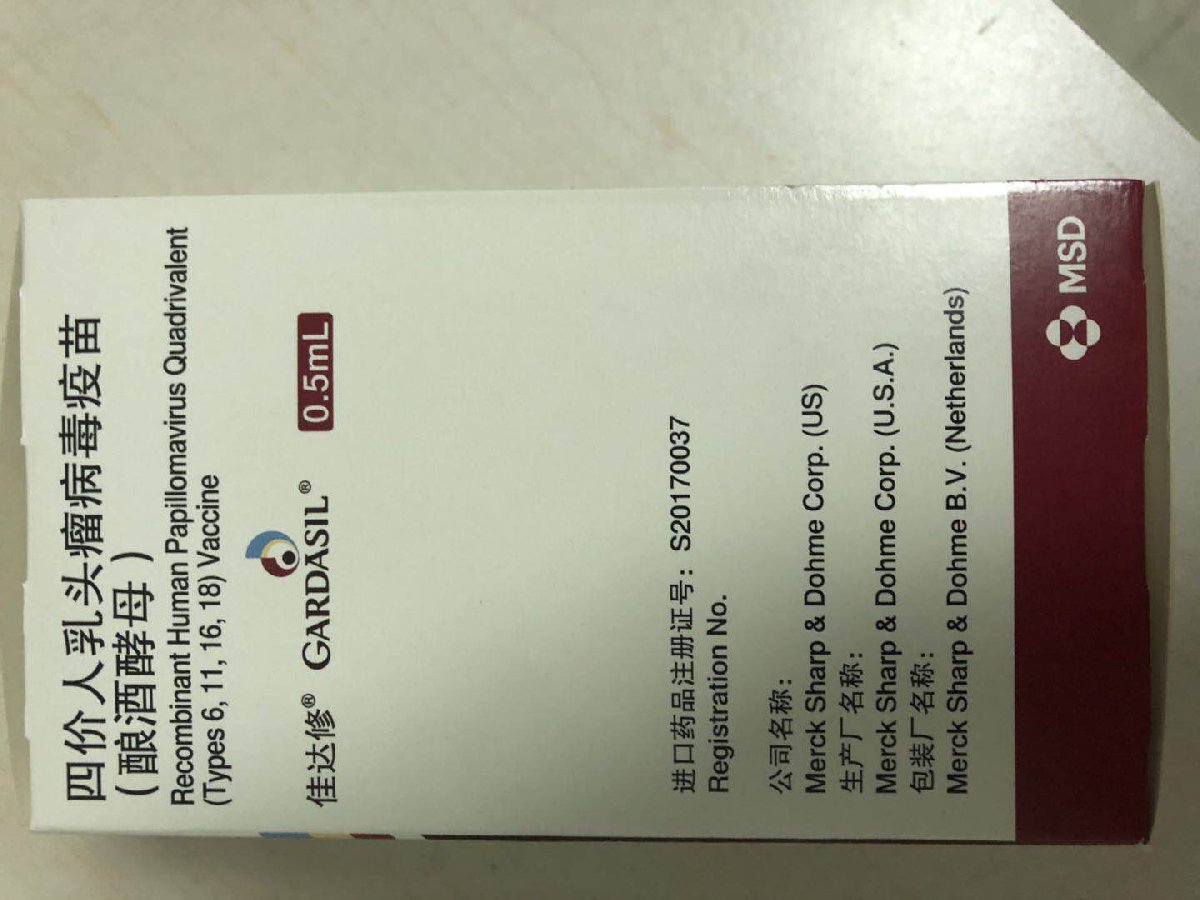 四价人乳头瘤病毒疫苗
（酿酒酵母）
Recombinant Human Papillomavirus Quadrivalent
(Types 6, 11, 16, 18) Vaccine
佳达修® GARDASIL® 0.5mL
进口药品注册证号：S20170037
Registration No.
公司名称：
Merck Sharp & Dohme Corp. (US)
生产厂名称：
Merck Sharp & Dohme Corp. (U.S.A.)
包装厂名称：
Merck Sharp & Dohme B.V. (Netherlands)
MSD